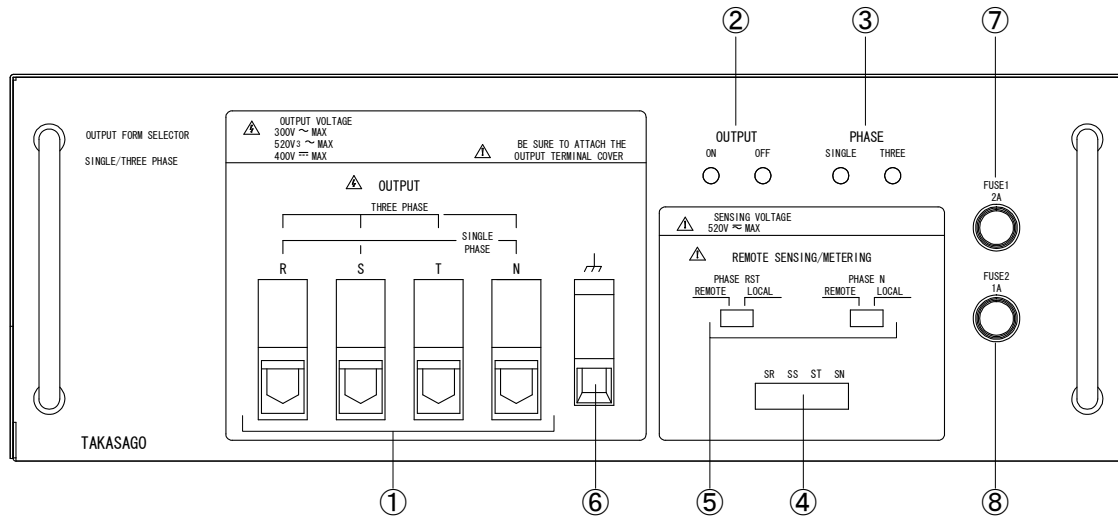 ② ③ ⑦
OUTPUT FORM SELECTOR
SINGLE/THREE PHASE
OUTPUT VOLTAGE
300V ~ MAX
520V3 ~ MAX
400V ⎓ MAX
BE SURE TO ATTACH THE
OUTPUT TERMINAL COVER
OUTPUT
THREE PHASE
SINGLE
PHASE
R S T N
OUTPUT
ON OFF
PHASE
SINGLE THREE
SENSING VOLTAGE
520V ≂ MAX
REMOTE SENSING/METERING
PHASE RST
REMOTE LOCAL
PHASE N
REMOTE LOCAL
SR SS ST SN
FUSE1
2A
FUSE2
1A
TAKASAGO
① ⑥ ⑤ ④ ⑧